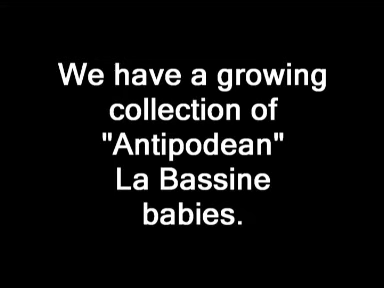 We have a growing
collection of
"Antipodean"
La Bassine
babies.